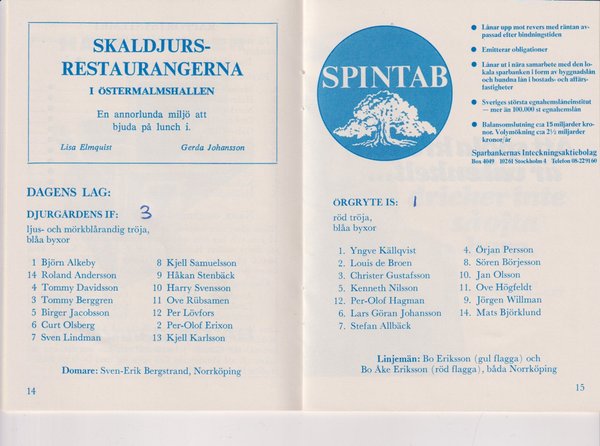 SKALDJURS-
RESTAURANGERNA
I ÖSTERMALMSHALLEN
En annorlunda miljö att
bjuda på lunch i.
Lisa Elmquist Gerda Johansson
DAGENS LAG:
DJURGÅRDENS IF: 3
ljus- och mörkblårandig tröja,
blåa byxor
1 Björn Alkeby
14 Roland Andersson
4 Tommy Davidsson
3 Tommy Berggren
5 Birger Jacobsson
6 Curt Olsberg
7 Sven Lindman
8 Kjell Samuelsson
9 Håkan Stenbäck
10 Harry Svensson
11 Ove Rübsamen
12 Per Lövfors
2 Per-Olof Erixon
13 Kjell Karlsson
Domare: Sven-Erik Bergstrand, Norrköping
14
SPINTAB
● Lånar upp mot revers med räntan an-
passad efter bindningstiden
● Emitterar obligationer
● Lånar ut i nära samarbete med den lo-
kala sparbanken i form av byggnadslån
och bundna lån i bostads- och affärs-
fastigheter
● Sveriges största egnahemslåneinstitut
— mer än 100.000 st egnahemslån
● Balansomslutning c:a 15 miljarder kro-
nor. Volymökning c:a 2½ miljarder
kronor/år
Sparbankernas Inteckningsaktiebolag
Box 4049 10261 Stockholm 4 Telefon 08-229160
ÖRGRYTE IS: 1
röd tröja,
blåa byxor
1. Yngve Källqvist
2. Louis de Broen
3. Christer Gustafsson
5. Kenneth Nilsson
12. Per-Olof Hagman
6. Lars Göran Johansson
7. Stefan Allbäck
4. Örjan Persson
8. Sören Börjesson
10. Jan Olsson
11. Ove Högfeldt
9. Jörgen Willman
14. Mats Björklund
Linjemän: Bo Eriksson (gul flagga) och
Bo Åke Eriksson (röd flagga), båda Norrköping
15